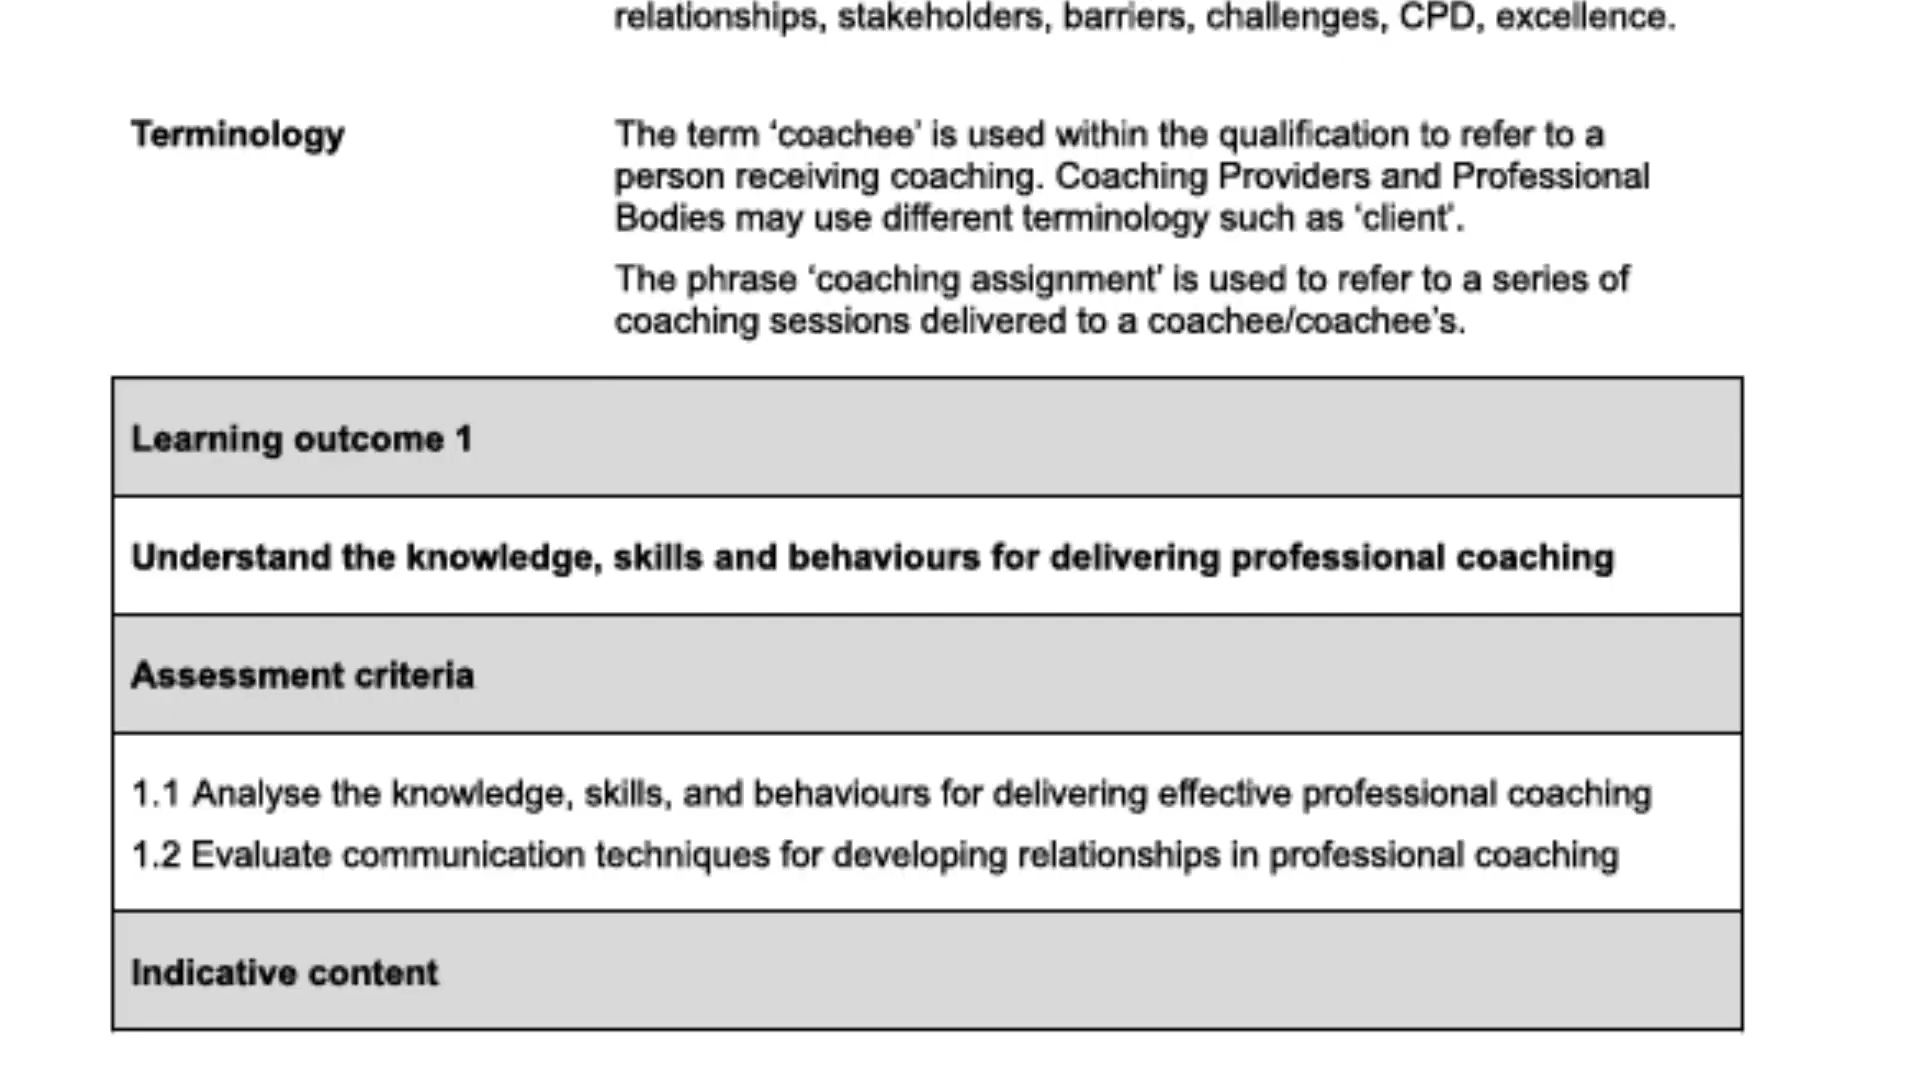 relationships, stakeholders, barriers, challenges, CPD, excellence.
Terminology
The term ‘coachee’ is used within the qualification to refer to a
person receiving coaching. Coaching Providers and Professional
Bodies may use different terminology such as ‘client’.
The phrase ‘coaching assignment’ is used to refer to a series of
coaching sessions delivered to a coachee/coachee’s.
Learning outcome 1
Understand the knowledge, skills and behaviours for delivering professional coaching
Assessment criteria
1.1 Analyse the knowledge, skills, and behaviours for delivering effective professional coaching
1.2 Evaluate communication techniques for developing relationships in professional coaching
Indicative content